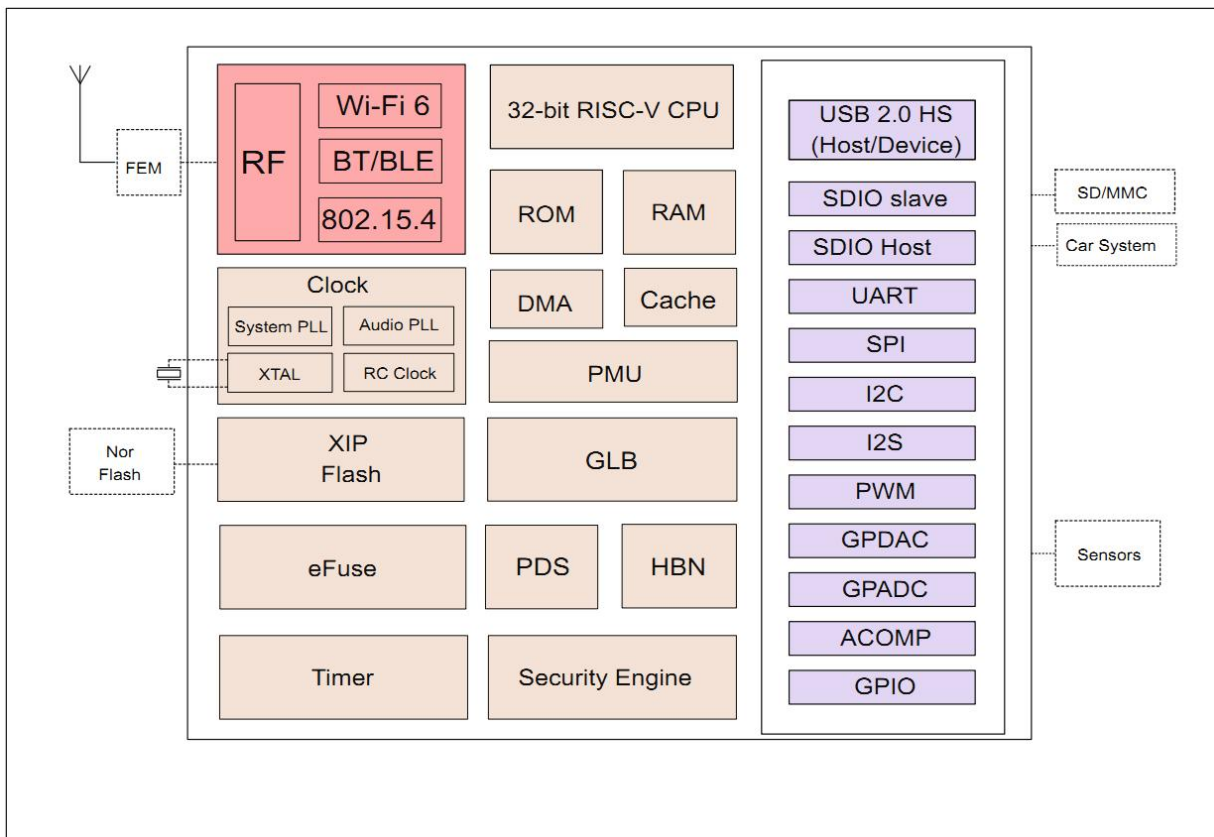 FEM
RF
Wi-Fi 6
BT/BLE
802.15.4
Clock
System PLL
Audio PLL
XTAL
RC Clock
Nor
Flash
XIP
Flash
eFuse
Timer
32-bit RISC-V CPU
ROM
RAM
DMA
Cache
PMU
GLB
PDS
HBN
Security Engine
USB 2.0 HS
(Host/Device)
SDIO slave
SDIO Host
UART
SPI
I2C
I2S
PWM
GPDAC
GPADC
ACOMP
GPIO
SD/MMC
Car System
Sensors